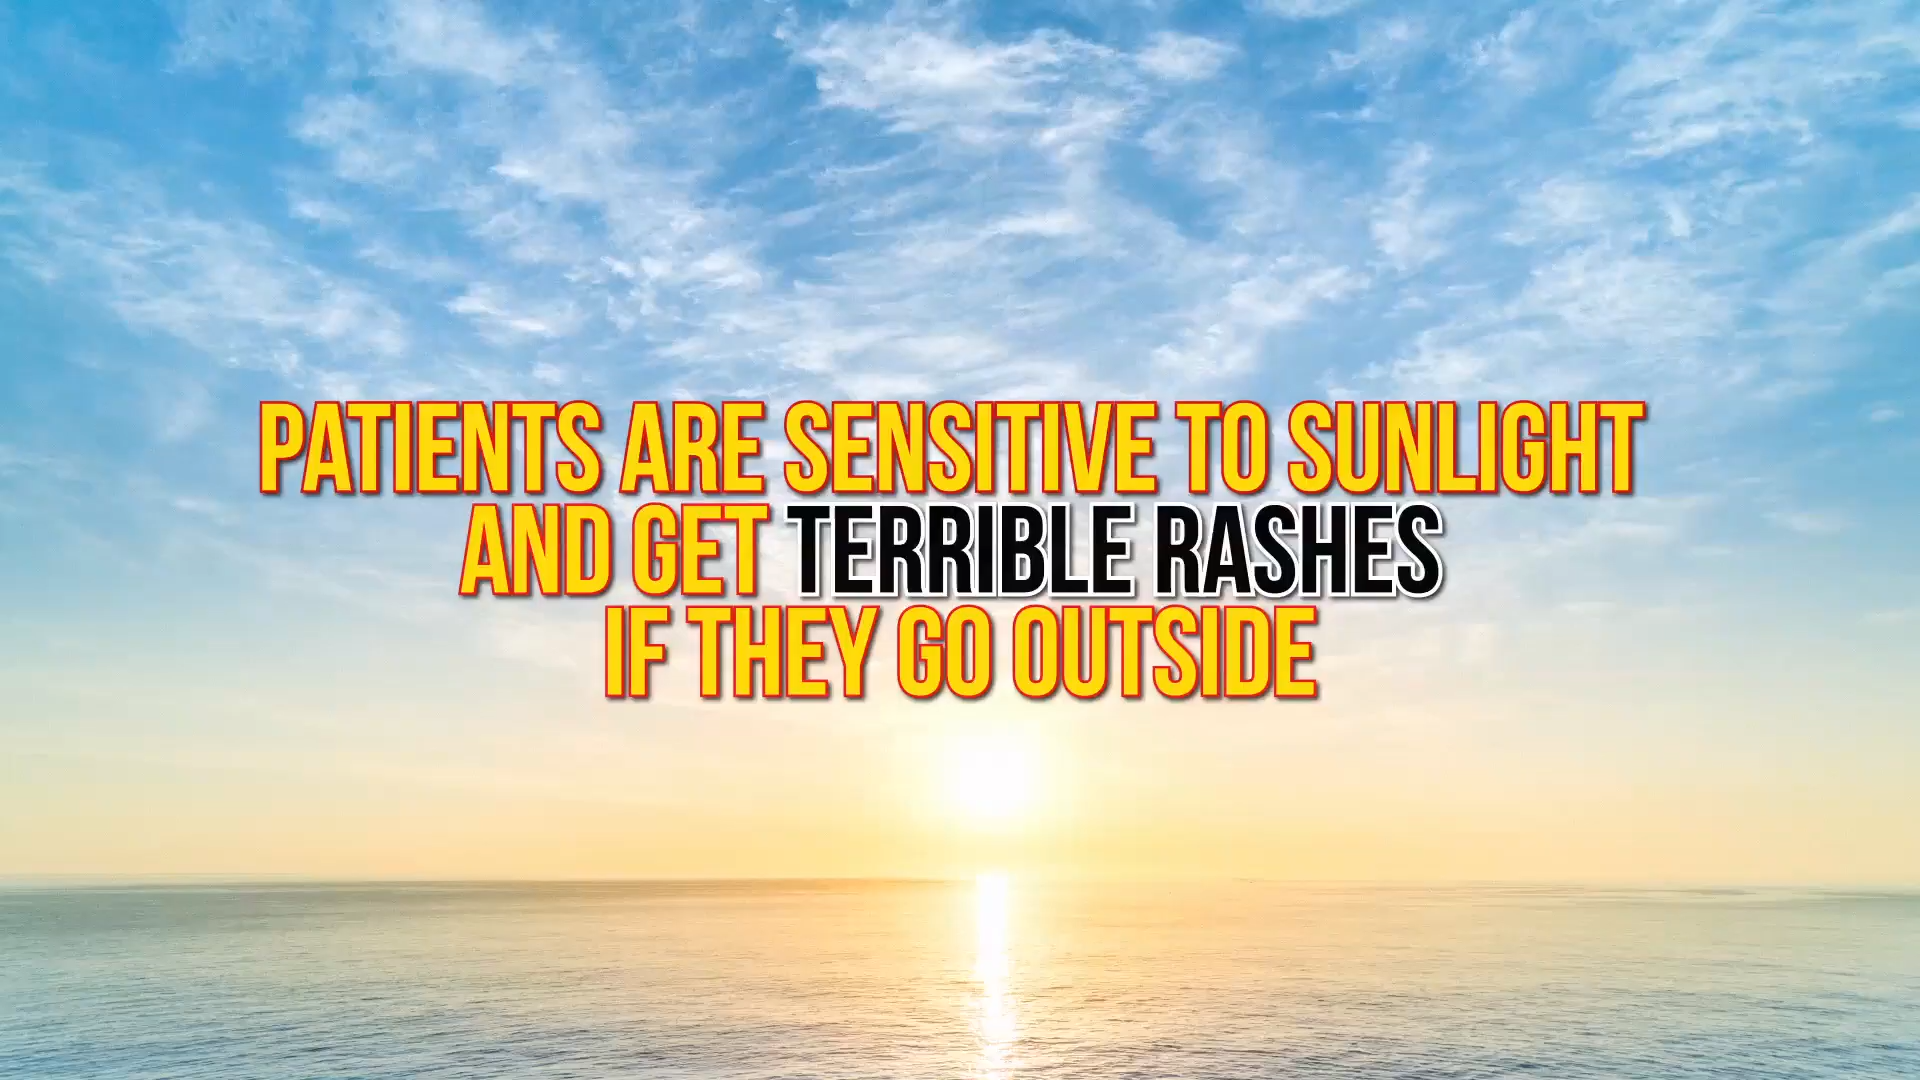 PATIENTS ARE SENSITIVE TO SUNLIGHT
AND GET TERRIBLE RASHES
IF THEY GO OUTSIDE